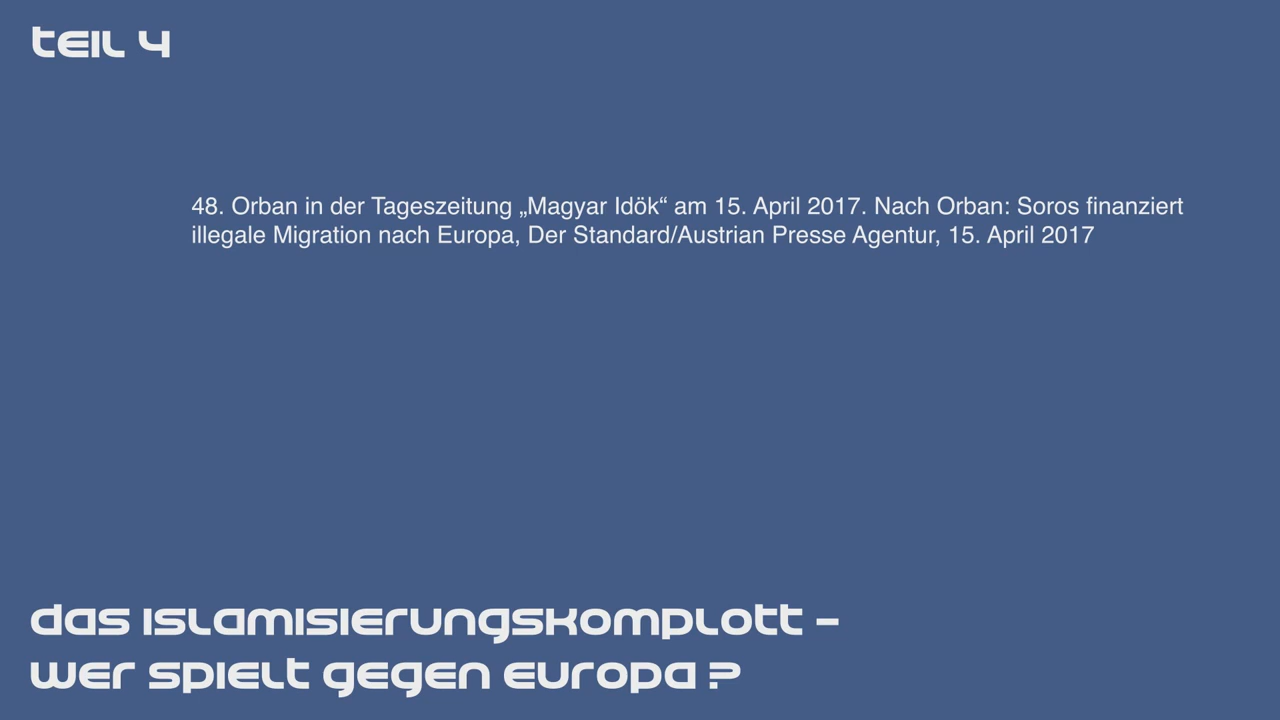 teil 4
48. Orban in der Tageszeitung „Magyar Idök“ am 15. April 2017. Nach Orban: Soros finanziert
illegale Migration nach Europa, Der Standard/Austrian Presse Agentur, 15. April 2017
das islamisierungskomplott –
wer spielt gegen europa ?